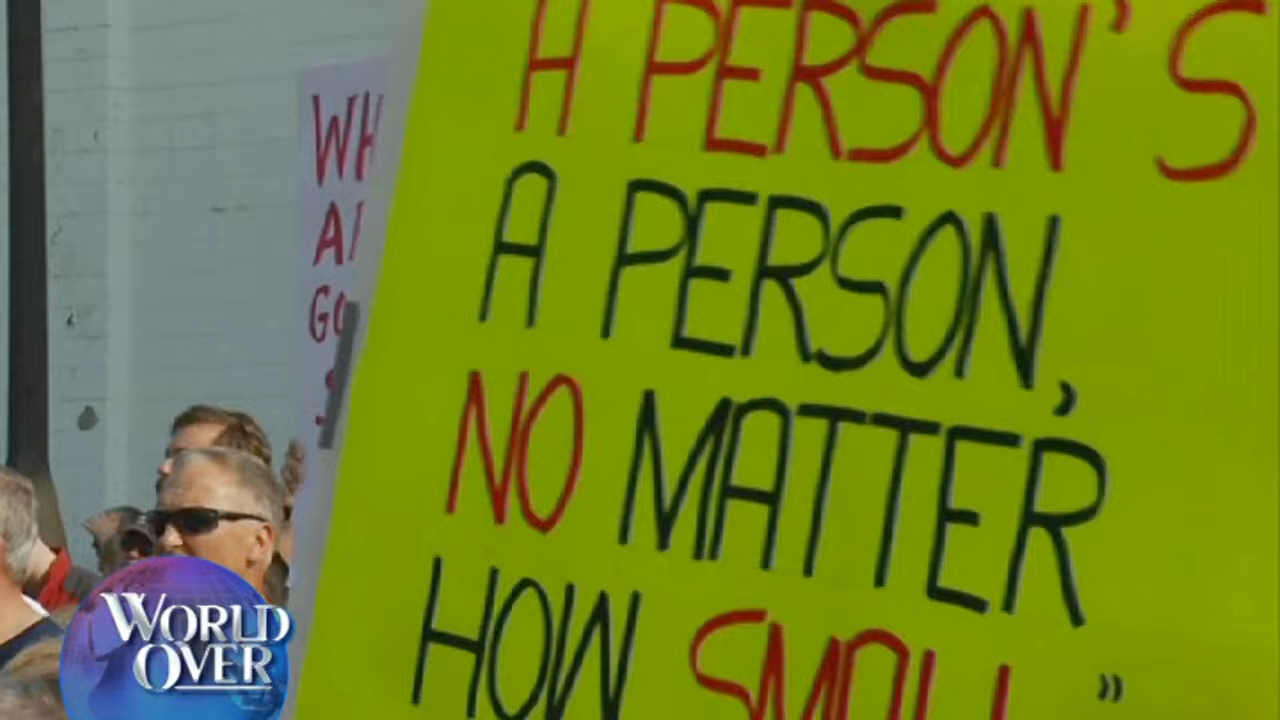 A PERSON'S
A PERSON,
NO MATTER
HOW SMALL"
WORLD
OVER